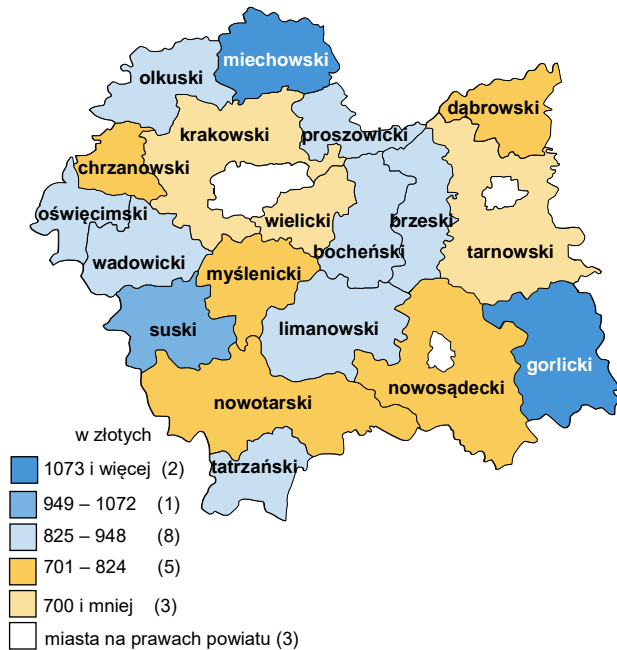 miechowski
olkuski
dąbrowski
krakowski
proszowicki
chrzanowski
oświęcimski
wielicki
brzeski
bocheński
tarnowski
wadowicki
myślenicki
suski
limanowski
gorlicki
nowosądecki
nowotarski
tatrzański
w złotych
1073 i więcej (2)
949 – 1072 (1)
825 – 948 (8)
701 – 824 (5)
700 i mniej (3)
miasta na prawach powiatu (3)